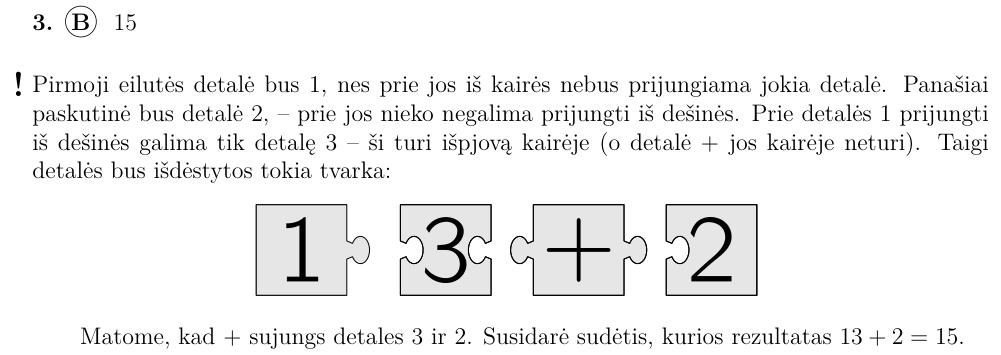 3. B 15
! Pirmoji eilutės detalė bus 1, nes prie jos iš kairės nebus prijungiama jokia detalė. Panašiai
paskutinė bus detalė 2, – prie jos nieko negalima prijungti iš dešinės. Prie detalės 1 prijungti
iš dešinės galima tik detalę 3 – ši turi išpjovą kairėje (o detalė + jos kairėje neturi). Taigi
detalės bus išdėstytos tokia tvarka:
1 3 + 2
Matome, kad + sujungs detales 3 ir 2. Susidarė sudėtis, kurios rezultatas 13 + 2 = 15.